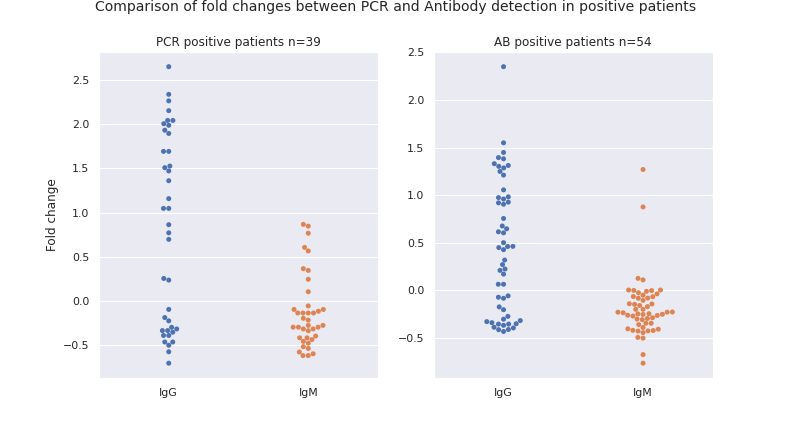 Comparison of fold changes between PCR and Antibody detection in positive patients
PCR positive patients n=39
AB positive patients n=54
Fold change
2.5
2.0
1.5
1.0
0.5
0.0
−0.5
IgG
IgM
2.5
2.0
1.5
1.0
0.5
0.0
−0.5
IgG
IgM